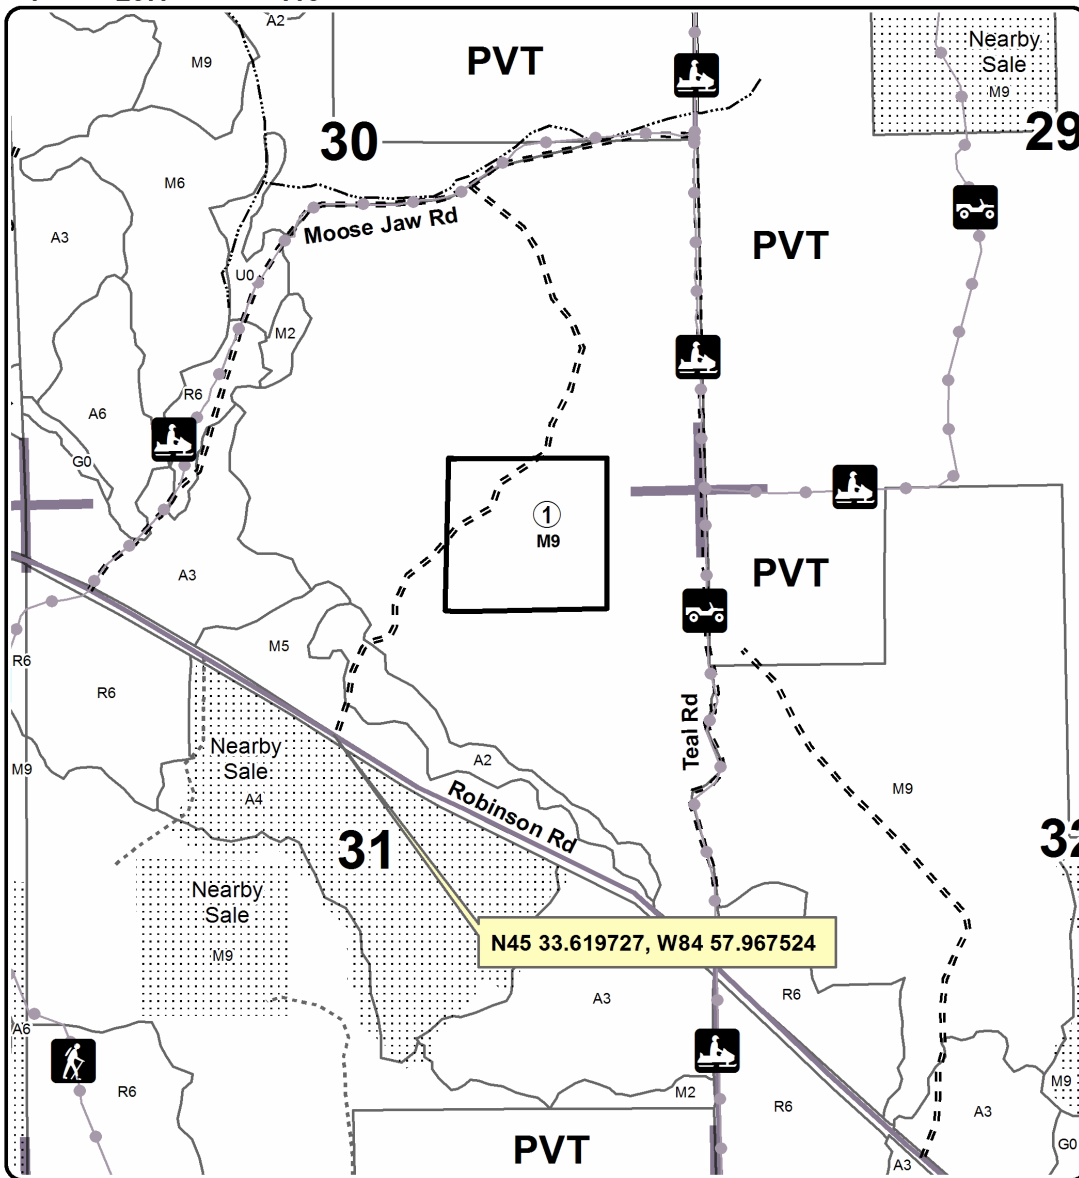 A2
M9
PVT
Nearby
Sale
M9
30
29
M6
A3
Moose Jaw Rd
PVT
U0
M2
R6
A6
G0
1
M9
A3
PVT
M5
R6
R6
M9
Nearby
Sale
A4
A2
Teal Rd
M9
Robinson Rd
31
32
Nearby
Sale
M9
N45 33.619727, W84 57.967524
A3
R6
A6
R6
M2
R6
M9
A3
G0
PVT
A3